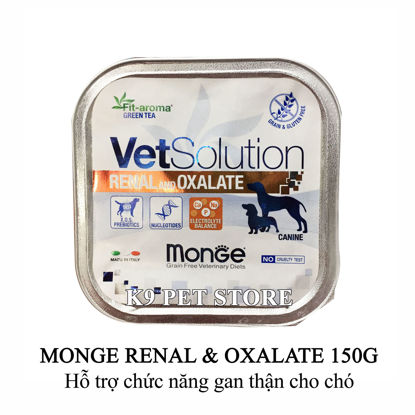 Fit-aroma®
GREEN TEA
GRAIN & GLUTEN FREE
VetSolution
RENAL AND OXALATE
X.O.S.
PREBIOTICS
NUCLEOTIDES
Ca
Na
P
ELECTROLYTE
BALANCE
CANINE
MADE IN ITALY
MonGe
Grain Free Veterinary Diets
NO CRUELTY TEST
K9 PET STORE
MONGE RENAL & OXALATE 150G
Hỗ trợ chức năng gan thận cho chó